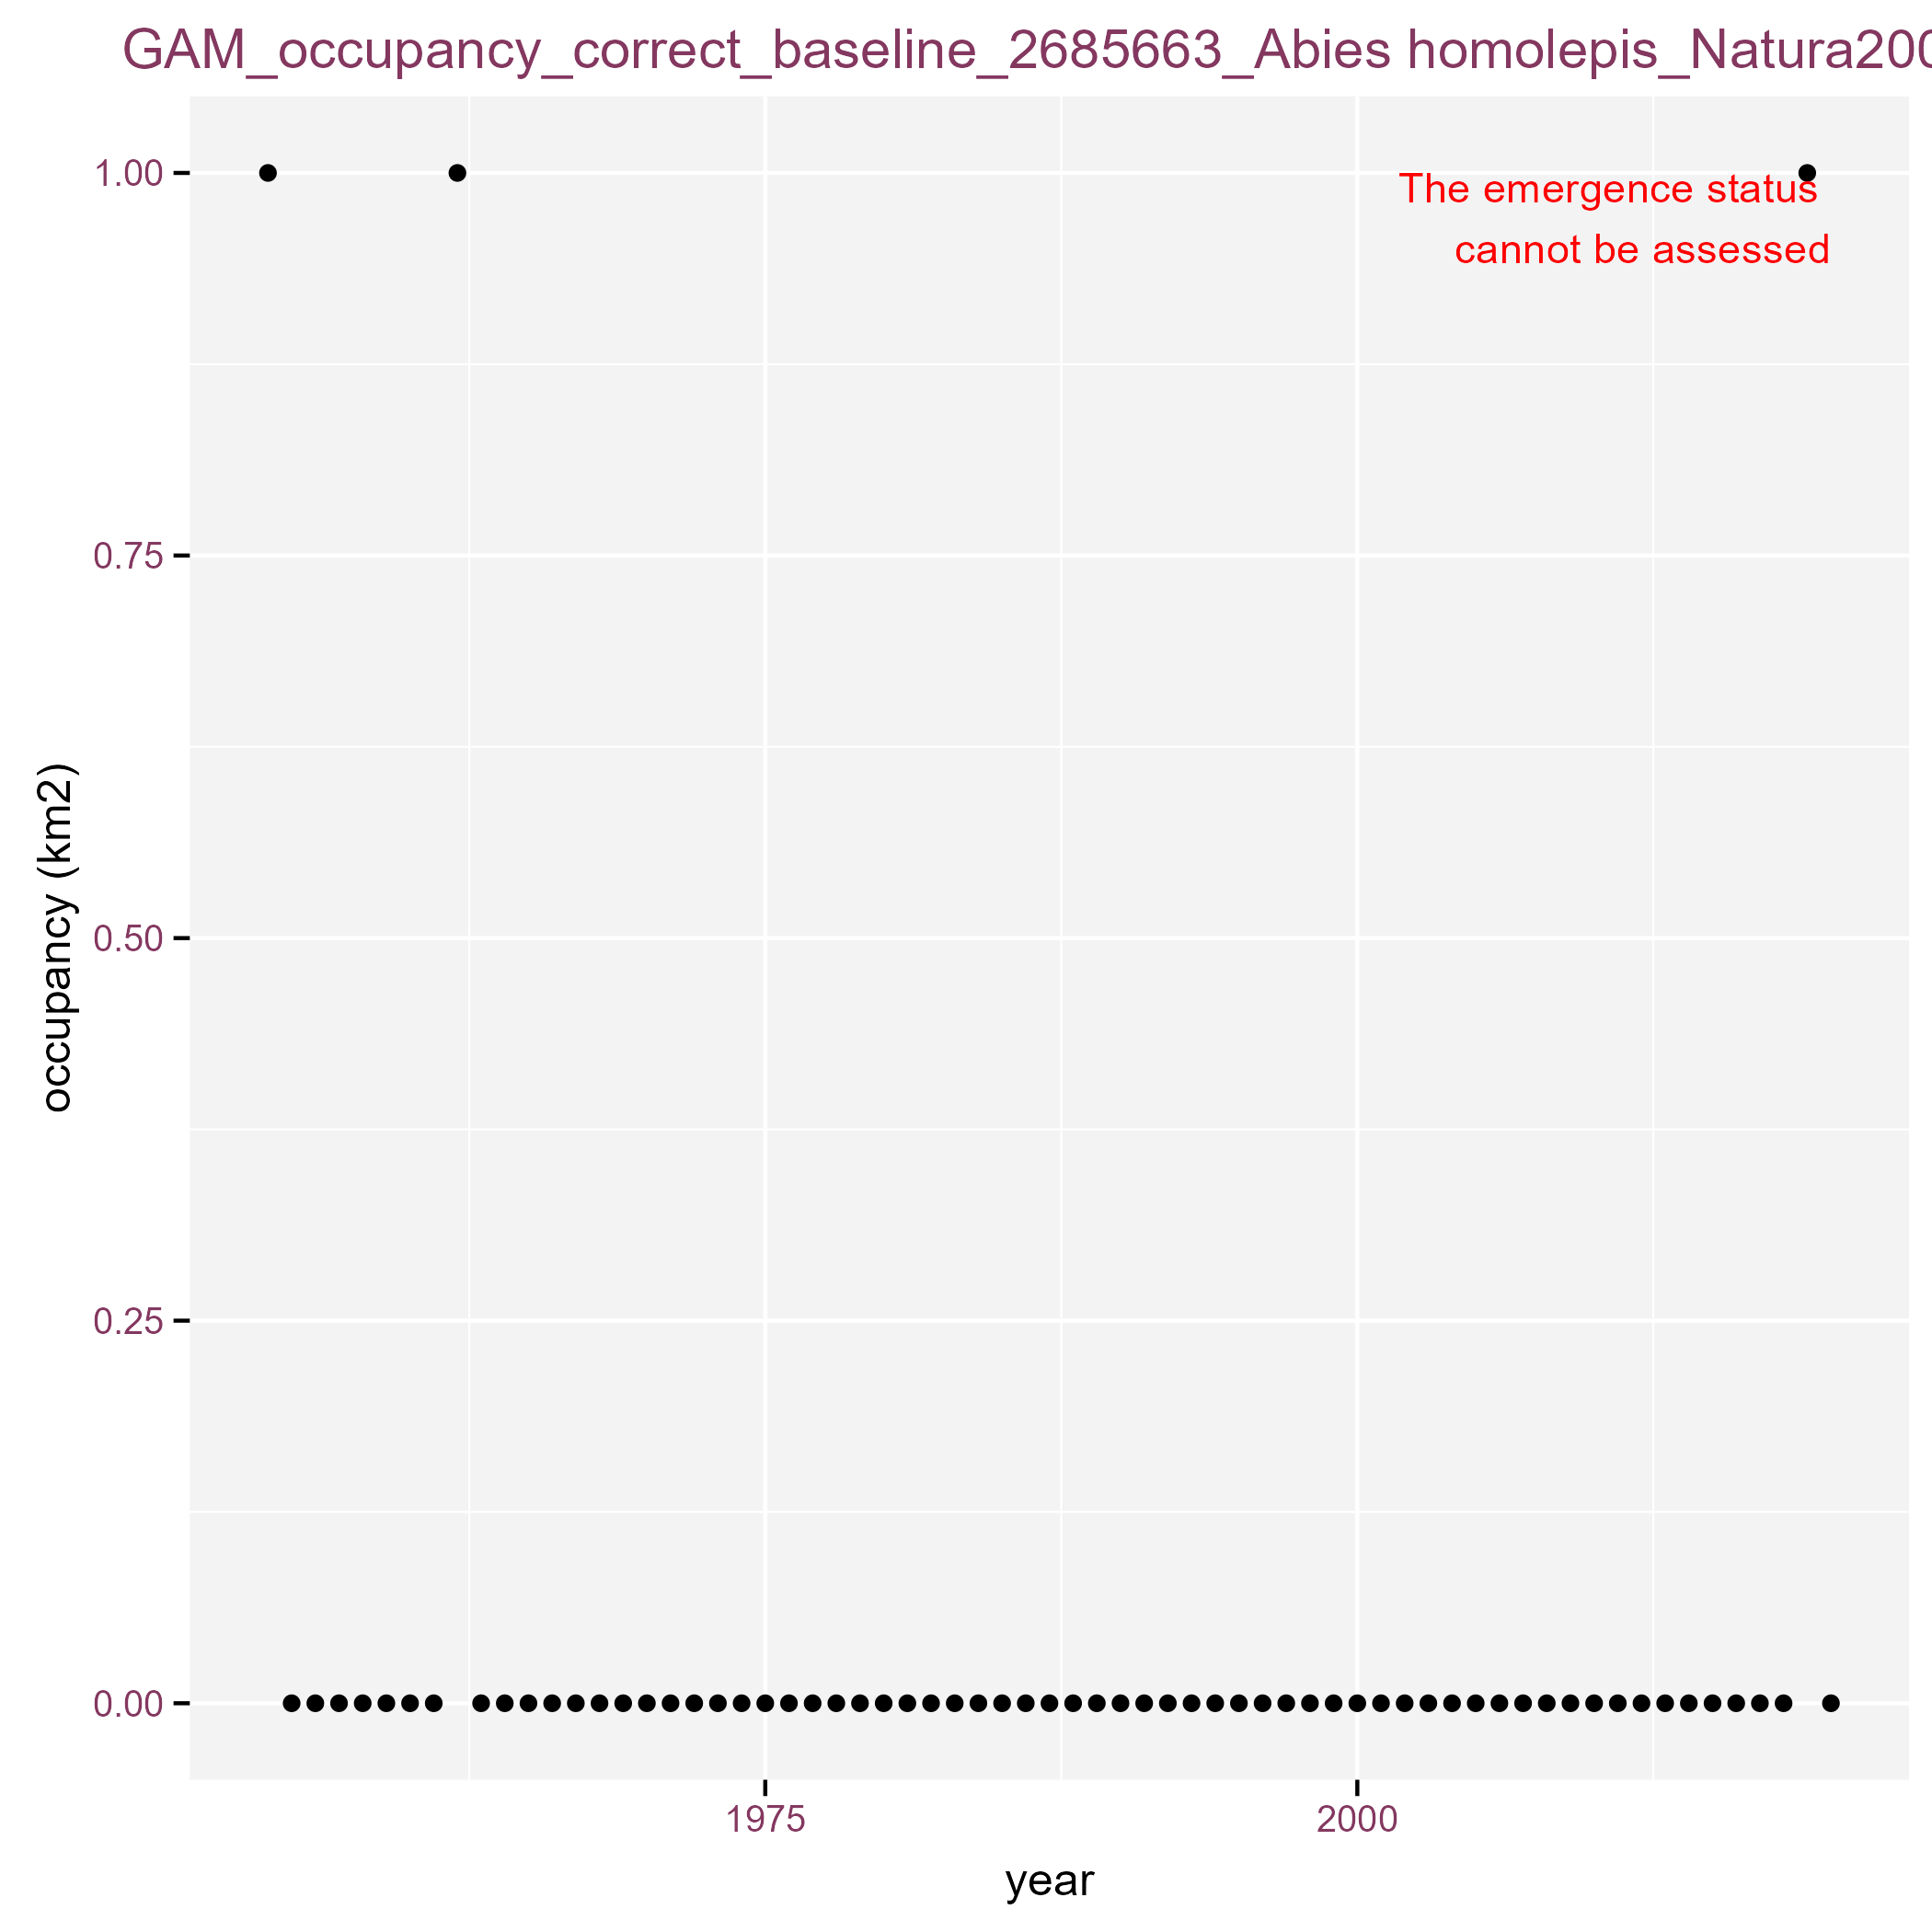 GAM_occupancy_correct_baseline_2685663_Abies homolepis_Natura200
1.00
The emergence status
cannot be assessed
0.75
0.50
0.25
0.00
occupancy (km2)
1975
2000
year